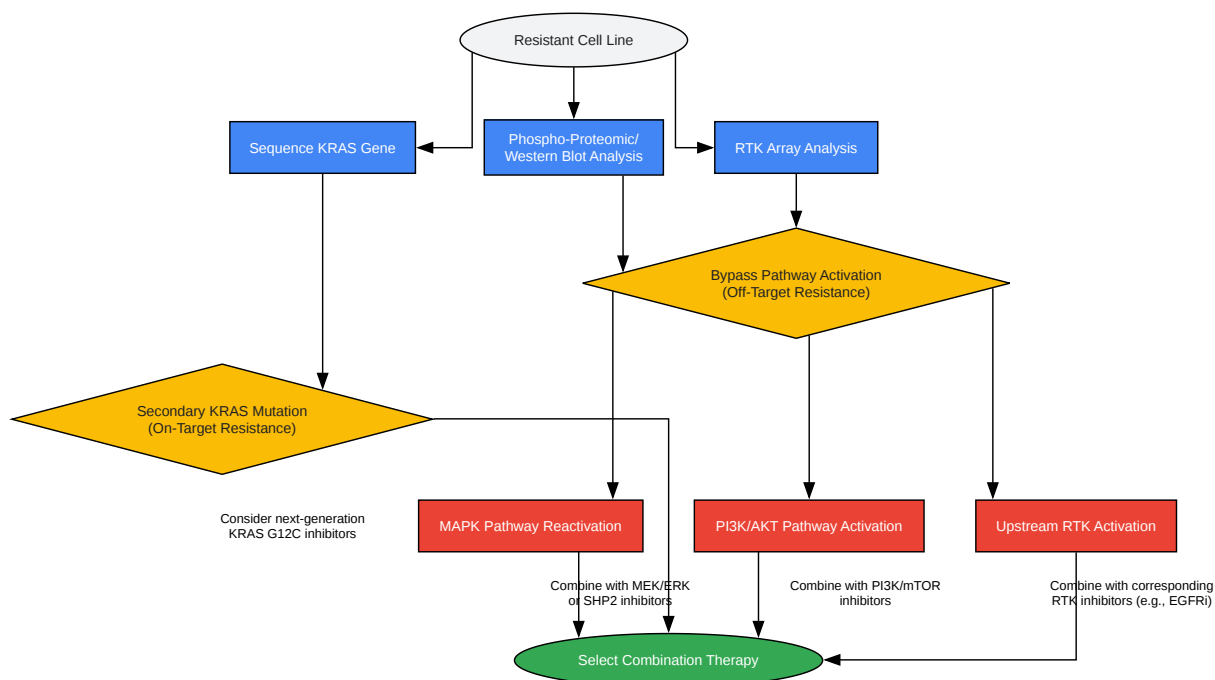 Resistant Cell Line
Sequence KRAS Gene
Phospho-Proteomic/
Western Blot Analysis
RTK Array Analysis
Bypass Pathway Activation
(Off-Target Resistance)
Secondary KRAS Mutation
(On-Target Resistance)
Consider next-generation
KRAS G12C inhibitors
MAPK Pathway Reactivation
PI3K/AKT Pathway Activation
Upstream RTK Activation
Combine with MEK/ERK
or SHP2 inhibitors
Combine with PI3K/mTOR
inhibitors
Combine with corresponding
RTK inhibitors (e.g., EGFRi)
Select Combination Therapy